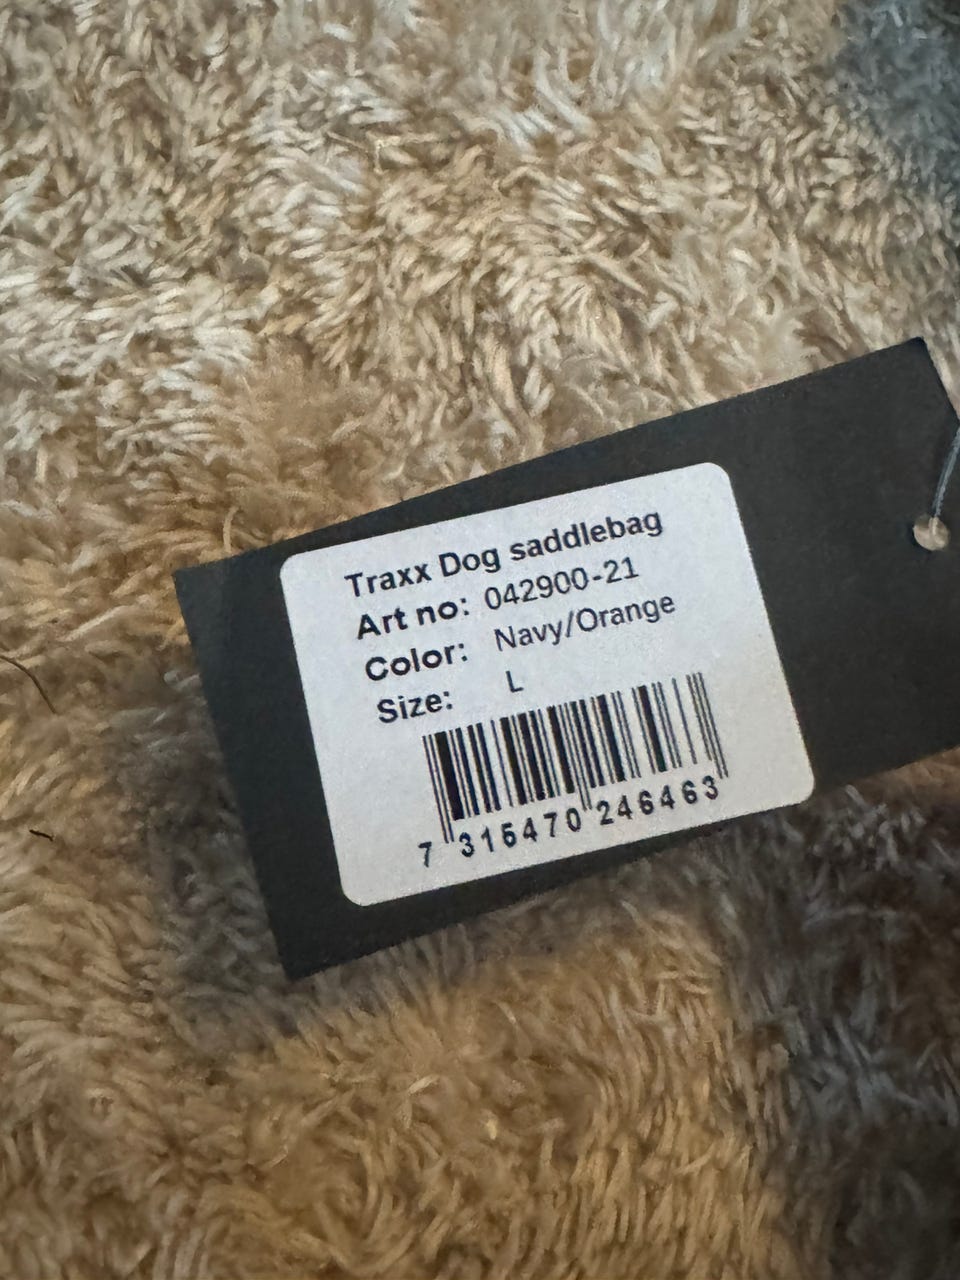 Traxx Dog saddlebag
Art no: 042900-21
Color: Navy/Orange
Size: L
7 315470 246463